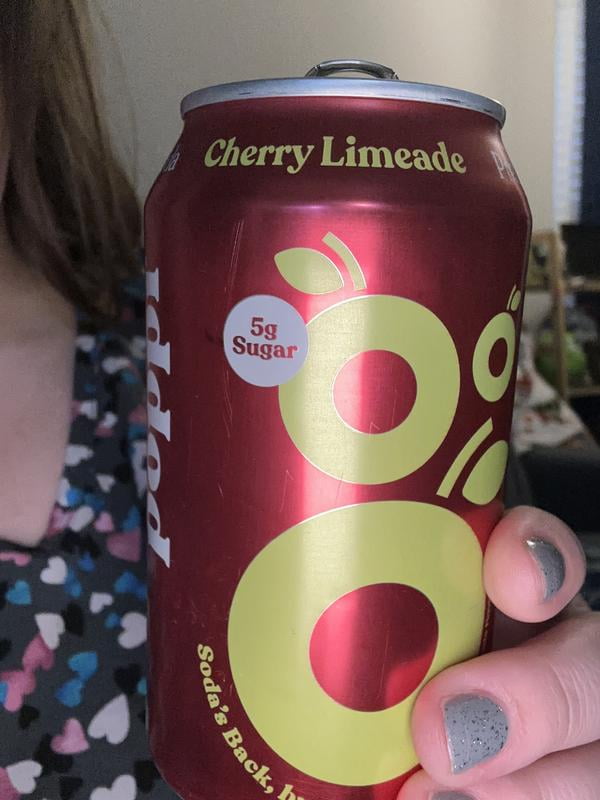 Cherry Limeade
5g
Sugar
poppi
Soda's Back,